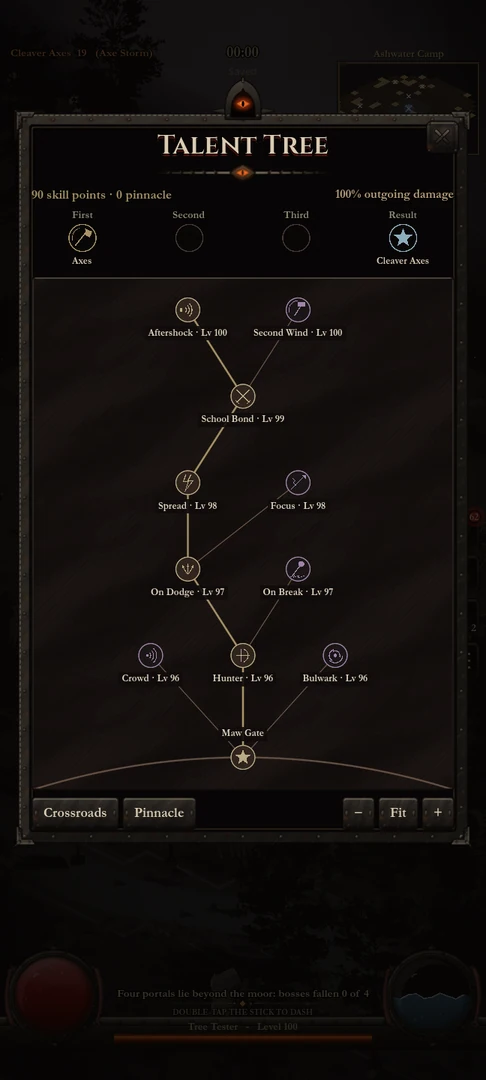 Cleaver Axes 19 (Axe Storm)
00:00
Ashwater Camp
Talent Tree
90 skill points · 0 pinnacle
100% outgoing damage
First
Second
Third
Result
Axes
Cleaver Axes
Aftershock · Lv 100
Second Wind · Lv 100
School Bond · Lv 99
Spread · Lv 98
Focus · Lv 98
On Dodge · Lv 97
On Break · Lv 97
Crowd · Lv 96
Hunter · Lv 96
Bulwark · Lv 96
Maw Gate
Crossroads
Pinnacle
−
Fit
+
2
Four portals lie beyond the moor: bosses fallen 0 of 4
DOUBLE-TAP THE STICK TO DASH
Tree Tester - Level 100